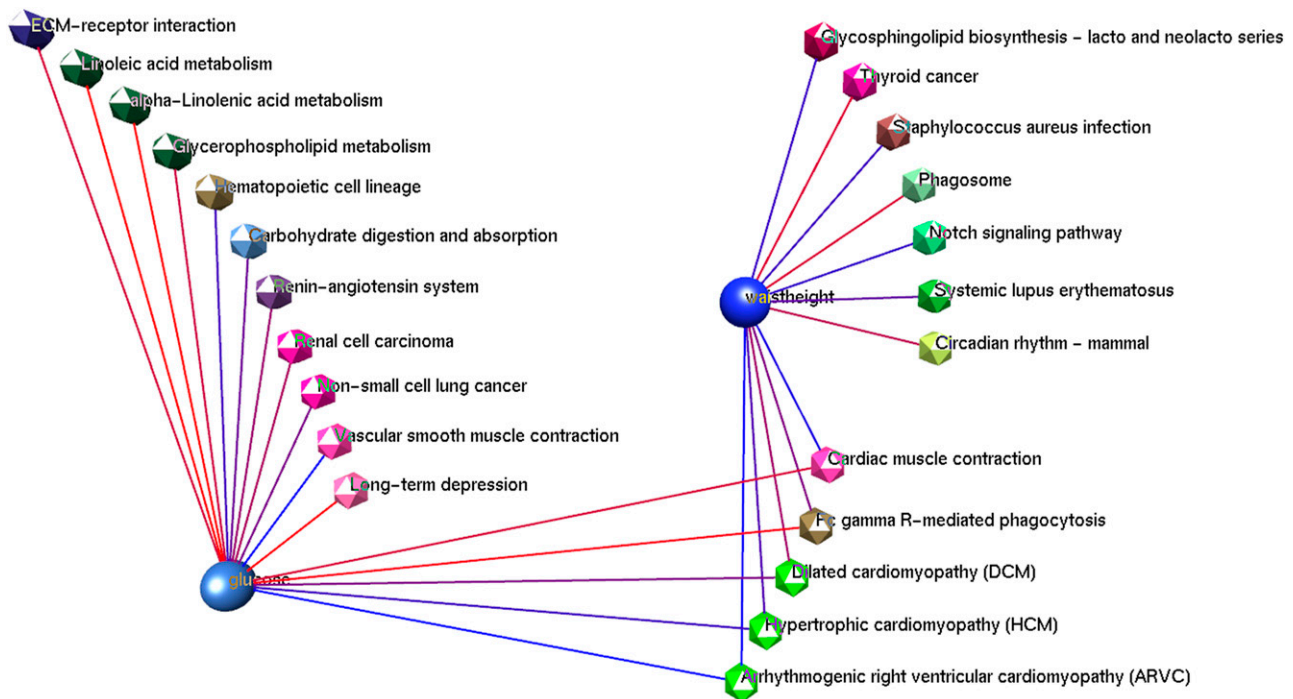 ECM-receptor interaction
Linoleic acid metabolism
alpha-Linolenic acid metabolism
Glycerophospholipid metabolism
Hematopoietic cell lineage
Carbohydrate digestion and absorption
Renin-angiotensin system
Renal cell carcinoma
Non-small cell lung cancer
Vascular smooth muscle contraction
Long-term depression
glucose
Glycosphingolipid biosynthesis - lacto and neolacto series
Thyroid cancer
Staphylococcus aureus infection
Phagosome
Notch signaling pathway
waistheight
Systemic lupus erythematosus
Circadian rhythm - mammal
Cardiac muscle contraction
Fc gamma R-mediated phagocytosis
Dilated cardiomyopathy (DCM)
Hypertrophic cardiomyopathy (HCM)
Arrhythmogenic right ventricular cardiomyopathy (ARVC)